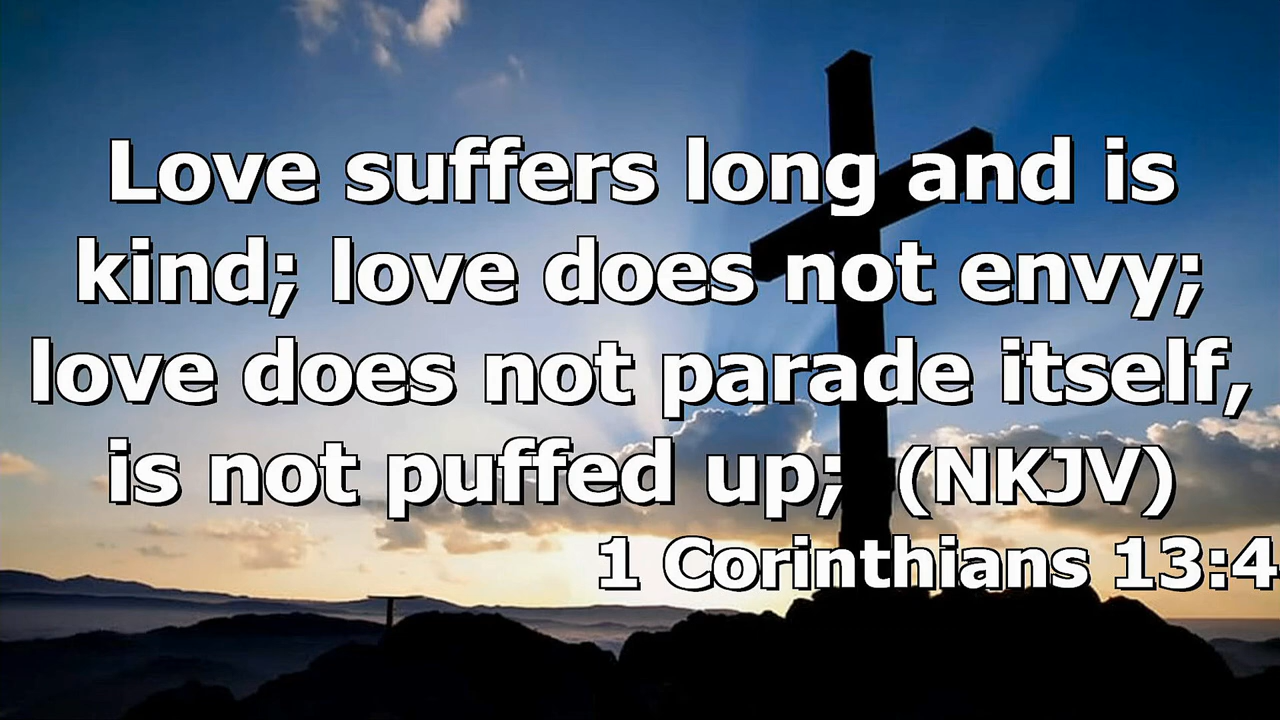 Love suffers long and is
kind; love does not envy;
love does not parade itself,
is not puffed up; (NKJV)
1 Corinthians 13:4